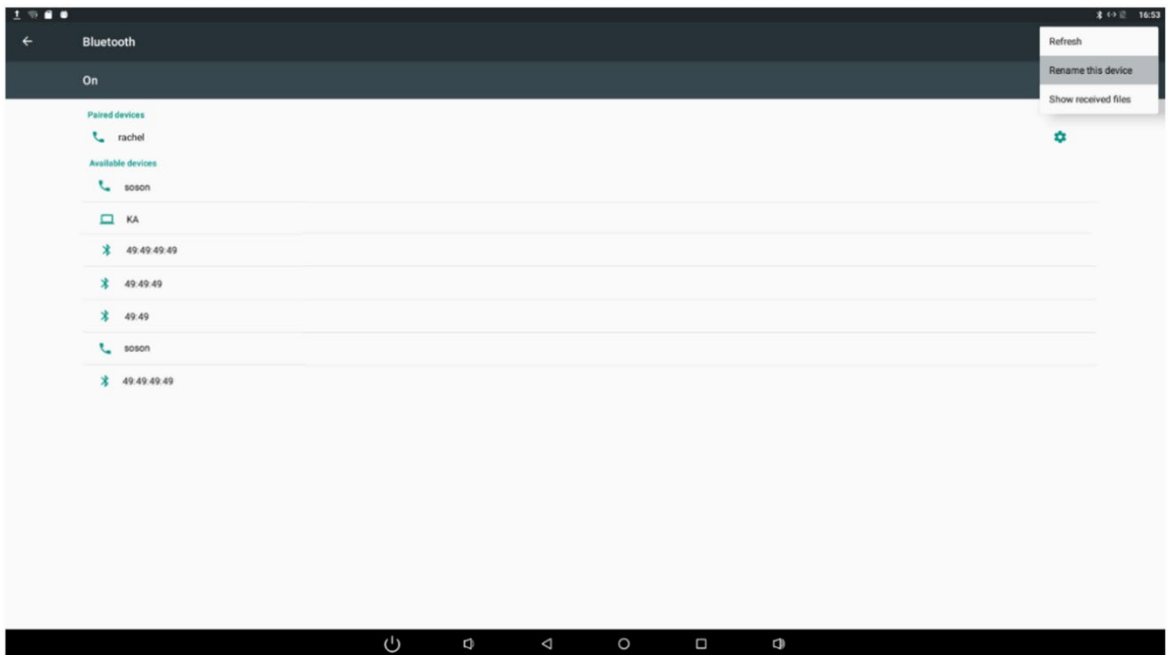 16:53
Bluetooth
Refresh
On
Rename this device
Show received files
Paired devices
rachel
Available devices
soson
KA
49:49:49:49
49:49:49
49:49
soson
49:49:49:49